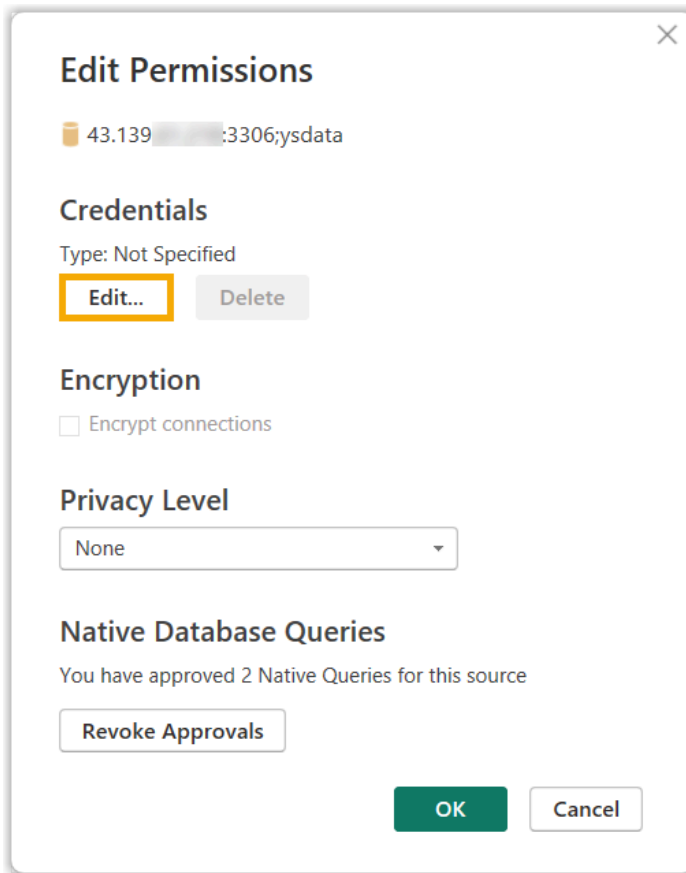 Edit Permissions
43.139 :3306;ysdata
Credentials
Type: Not Specified
Edit... Delete
Encryption
Encrypt connections
Privacy Level
None
Native Database Queries
You have approved 2 Native Queries for this source
Revoke Approvals
OK Cancel